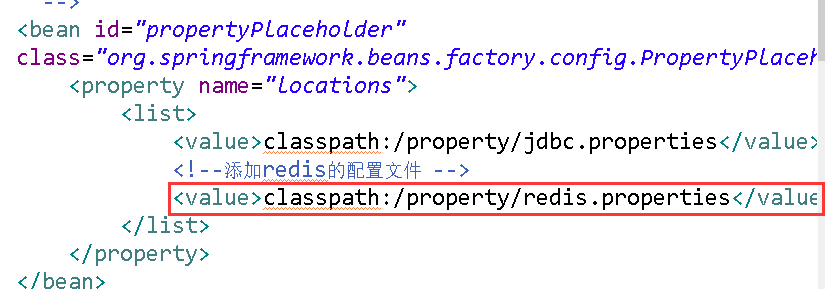 -->
<bean id="propertyPlaceholder"
class="org.springframework.beans.factory.config.PropertyPlaceh
<property name="locations">
<list>
<value>classpath:/property/jdbc.properties</value>
<!--添加redis的配置文件 -->
<value>classpath:/property/redis.properties</value
</list>
</property>
</bean>